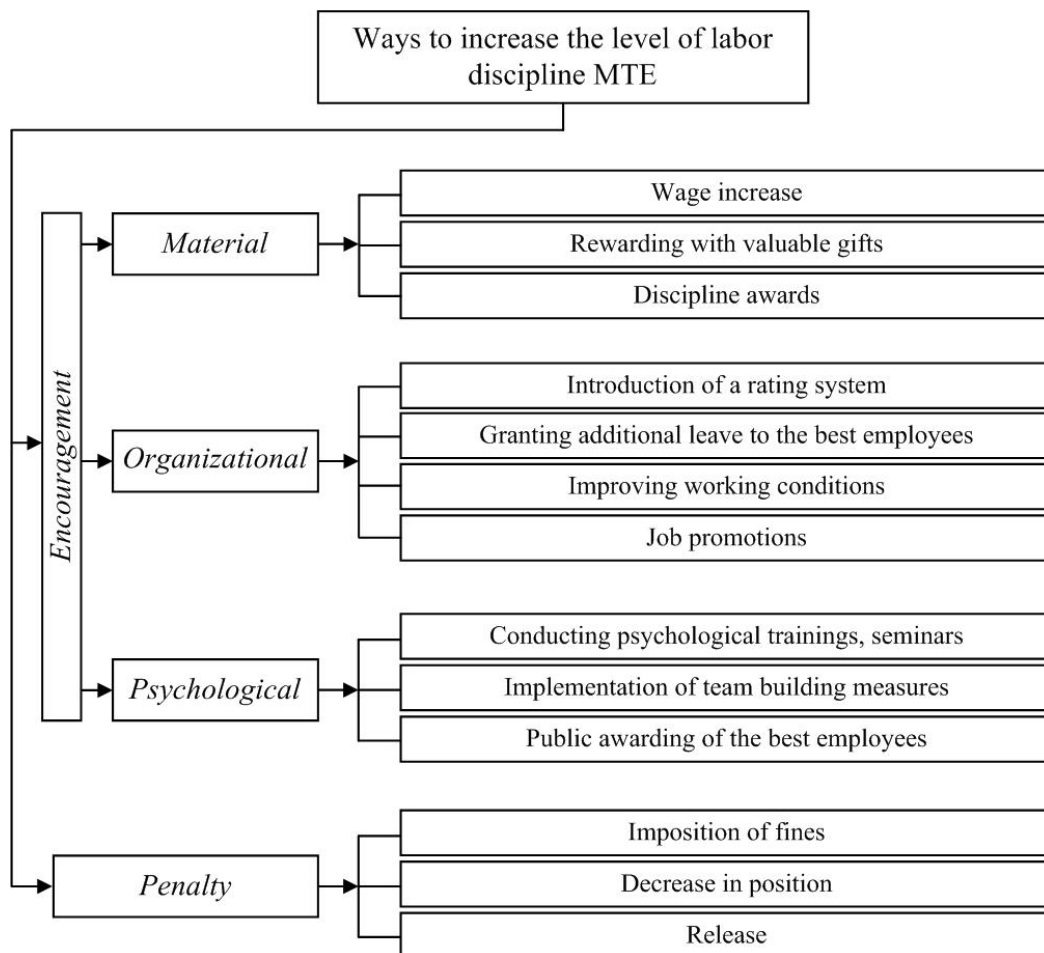 Ways to increase the level of labor
discipline MTE
Encouragement
Material
Wage increase
Rewarding with valuable gifts
Discipline awards
Organizational
Introduction of a rating system
Granting additional leave to the best employees
Improving working conditions
Job promotions
Psychological
Conducting psychological trainings, seminars
Implementation of team building measures
Public awarding of the best employees
Penalty
Imposition of fines
Decrease in position
Release